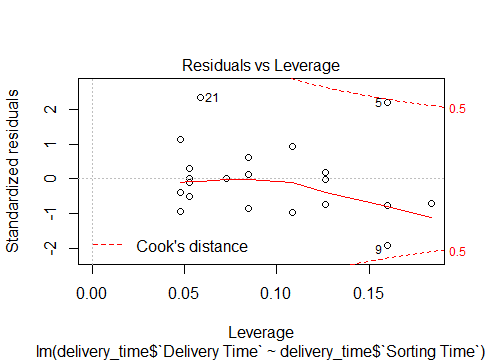 Residuals vs Leverage
Standardized residuals
2
1
0
-1
-2
21
5
9
0.5
0.5
Cook's distance
0.00
0.05
0.10
0.15
Leverage
lm(delivery_time$`Delivery Time` ~ delivery_time$`Sorting Time`)